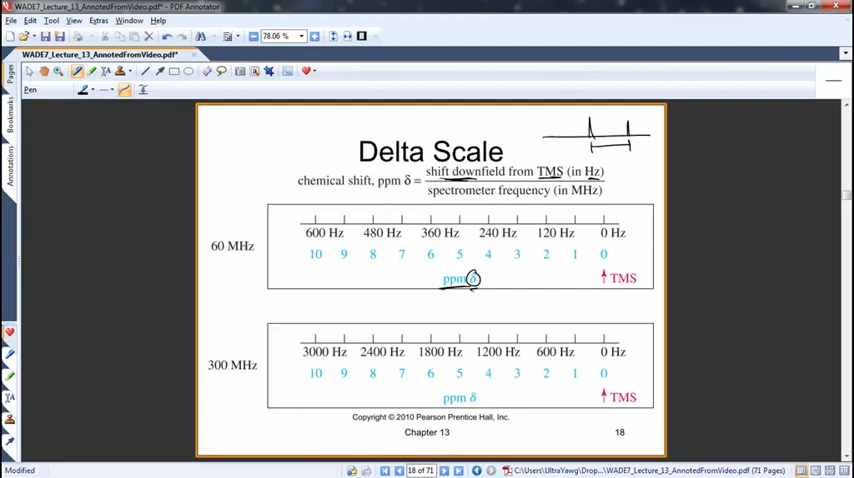 WADE7_Lecture_13_AnnotatedFromVideo.pdf* - PDF Annotator
File Edit Tool View Extras Window Help
78.06 %
WADE7_Lecture_13_AnnotatedFromVideo.pdf*
Pen
Pages
Bookmarks
Annotations
Delta Scale
chemical shift, ppm δ = shift downfield from TMS (in Hz)
spectrometer frequency (in MHz)
60 MHz
600 Hz 480 Hz 360 Hz 240 Hz 120 Hz 0 Hz
10 9 8 7 6 5 4 3 2 1 0
ppm δ
TMS
300 MHz
3000 Hz 2400 Hz 1800 Hz 1200 Hz 600 Hz 0 Hz
10 9 8 7 6 5 4 3 2 1 0
ppm δ
TMS
Copyright © 2010 Pearson Prentice Hall, Inc.
Chapter 13 18
Modified
18 of 71
C:\Users\UltraYawg\Drop...\WADE7_Lecture_13_AnnotatedFromVideo.pdf (71 Pages)